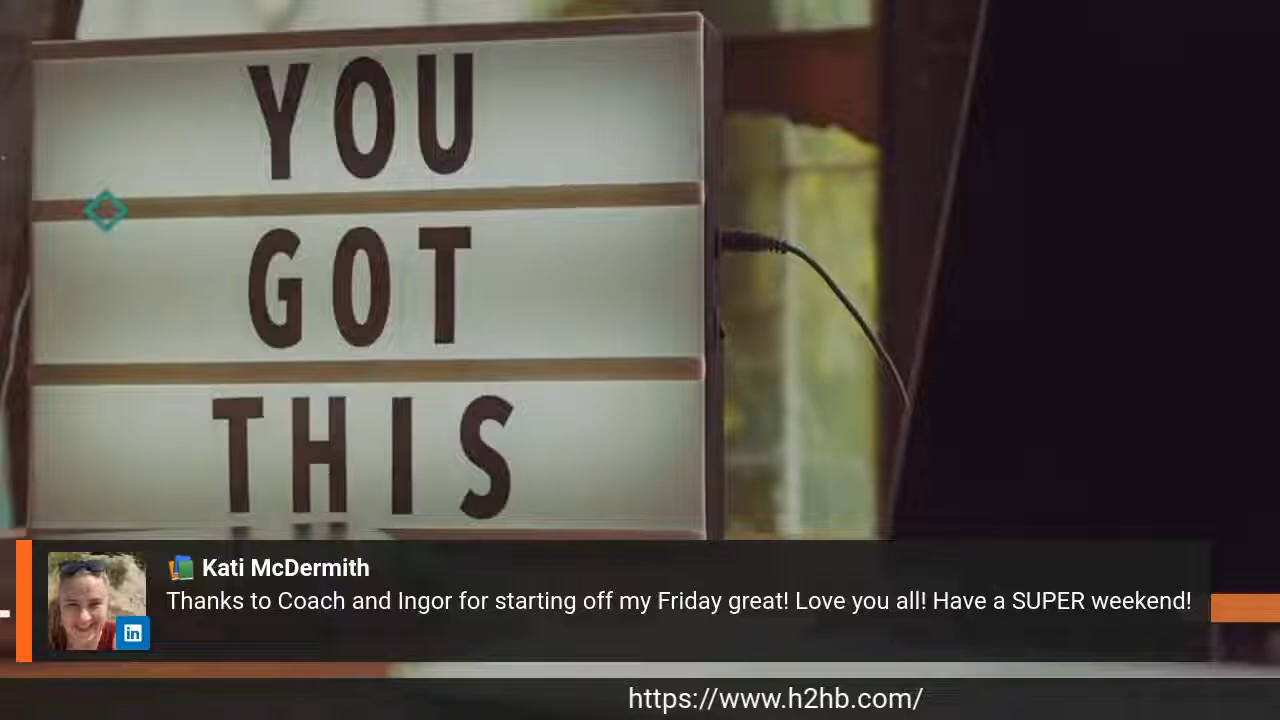 YOU
GOT
THIS
📚 Kati McDermith
Thanks to Coach and Ingor for starting off my Friday great! Love you all! Have a SUPER weekend!
in
https://www.h2hb.com/